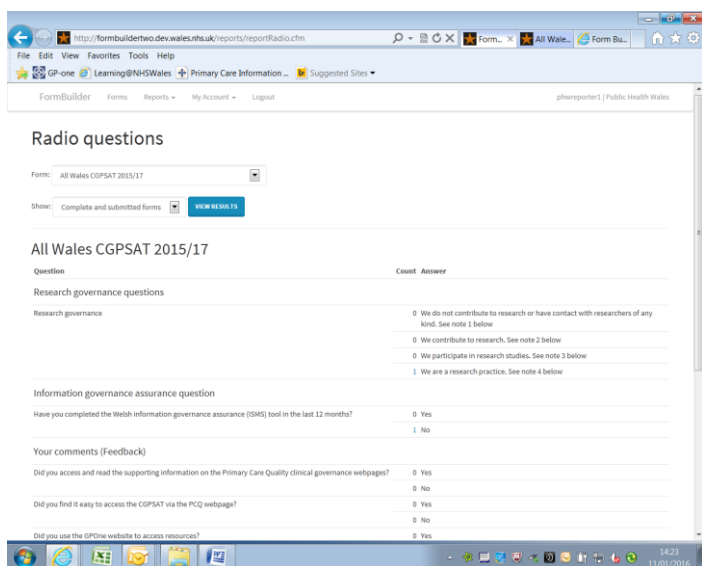 http://formbuildertwo.dev.wales.nhs.uk/reports/reportRadio.cfm
Form...
All Wale...
Form Bu...
File Edit View Favorites Tools Help
GP-one Learning@NHSWales Primary Care Information ... Suggested Sites
FormBuilder Forms Reports My Account Logout phwreporter1 | Public Health Wales
Radio questions
Form: All Wales CGPSAT 2015/17
Show: Complete and submitted forms VIEW RESULTS
All Wales CGPSAT 2015/17
Question Count Answer
Research governance questions
Research governance 0 We do not contribute to research or have contact with researchers of any
kind. See note 1 below
0 We contribute to research. See note 2 below
0 We participate in research studies. See note 3 below
1 We are a research practice. See note 4 below
Information governance assurance question
Have you completed the Welsh information governance assurance (ISMS) tool in the last 12 months? 0 Yes
1 No
Your comments (Feedback)
Did you access and read the supporting information on the Primary Care Quality clinical governance webpages? 0 Yes
0 No
Did you find it easy to access the CGPSAT via the PCQ webpage? 0 Yes
0 No
Did you use the GPOne website to access resources? 0 Yes
14:23
11/01/2016